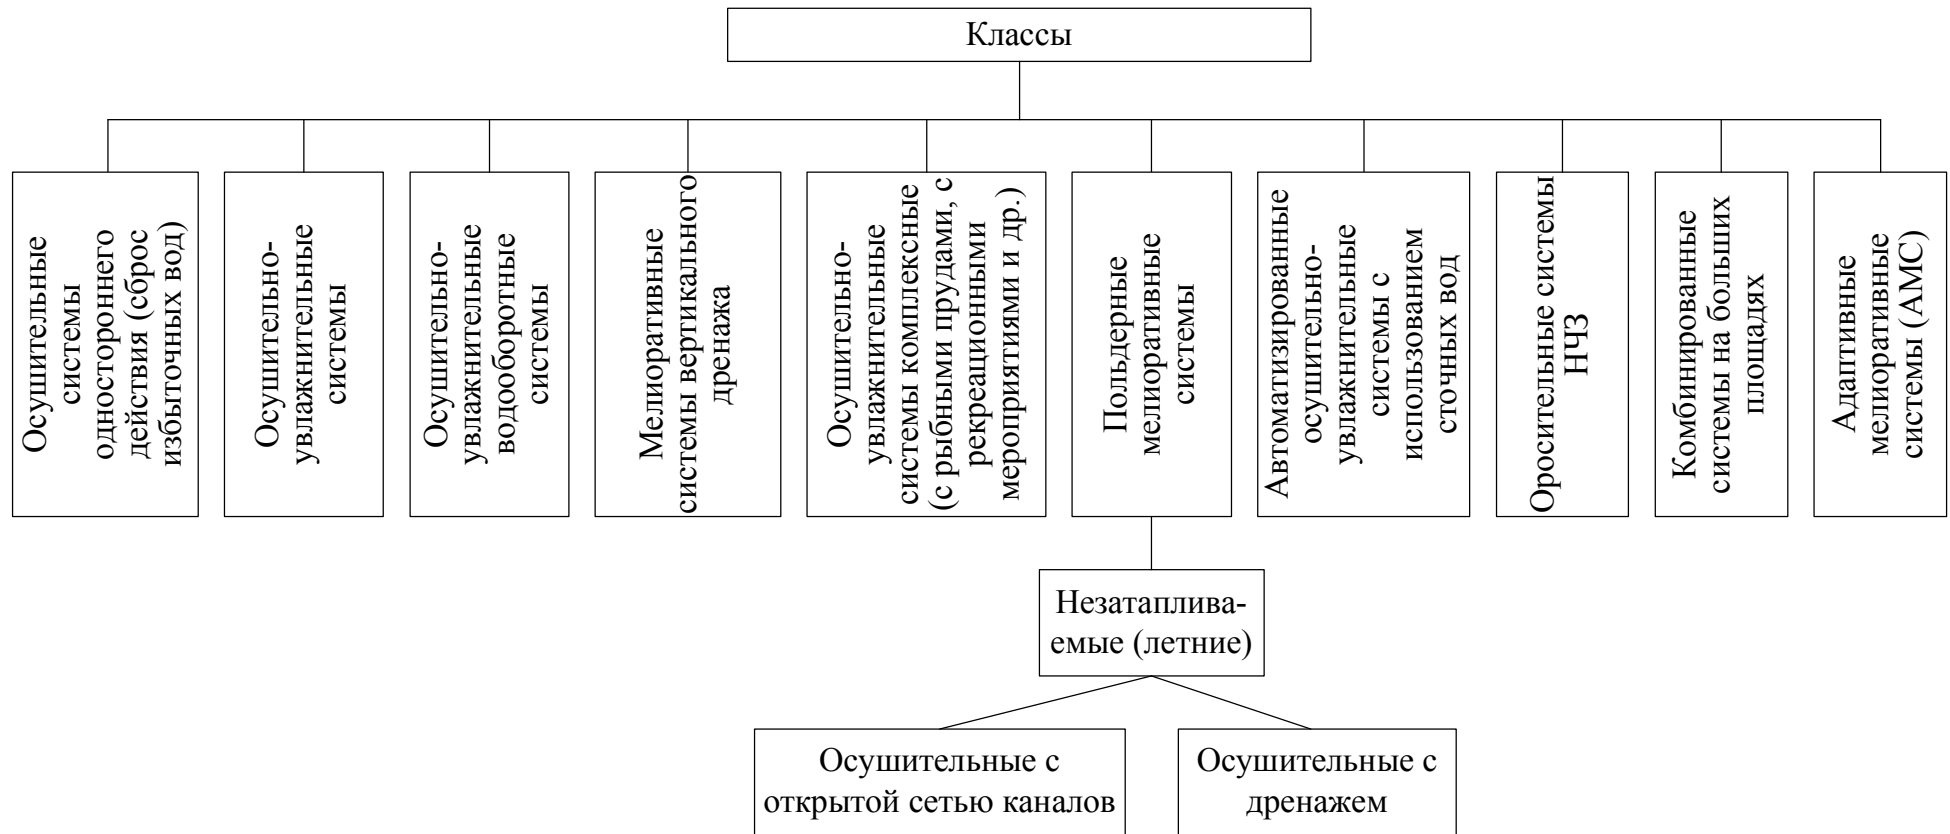 Классы
Осушительные
системы
одностороннего
действия (сброс
избыточных вод)
Осушительно-
увлажнительные
системы
Осушительно-
увлажнительные
водооборотные
системы
Мелиоративные
системы вертикального
дренажа
Осушительно-
увлажнительные
системы комплексные
(с рыбными прудами, с
рекреационными
мероприятиями и др.)
Польдерные
мелиоративные
системы
Автоматизированные
осушительно-
увлажнительные
системы с
использованием
сточных вод
Оросительные системы
НЧЗ
Комбинированные
системы на больших
площадях
Адаптивные
мелиоративные
системы (АМС)
Незатаплива-
емые (летние)
Осушительные с
открытой сетью каналов
Осушительные с
дренажем